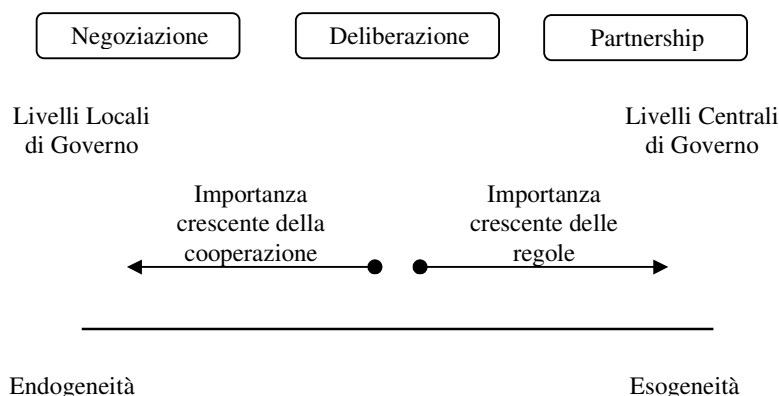 Negoziazione
Deliberazione
Partnership
Livelli Locali
di Governo
Livelli Centrali
di Governo
Importanza
crescente della
cooperazione
Importanza
crescente delle
regole
Endogeneità
Esogeneità